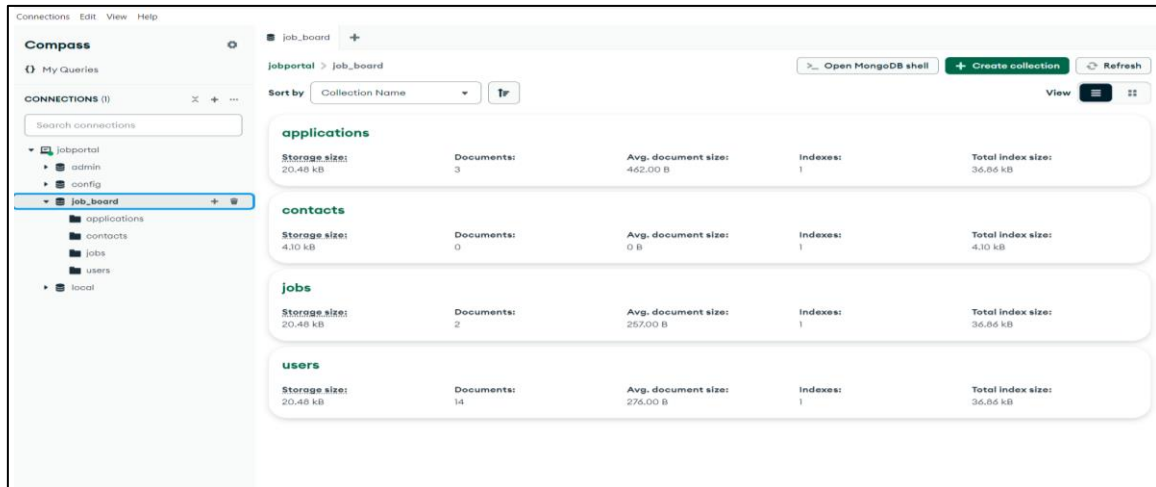 Connections Edit View Help
Compass
My Queries
CONNECTIONS (1)
Search connections
jobportal
admin
config
job_board
applications
contacts
jobs
users
local
job_board
jobportal > job_board
>_ Open MongoDB shell
+ Create collection
Refresh
Sort by Collection Name
View
applications
Storage size: Documents: Avg. document size: Indexes: Total index size:
20.48 kB 3 462.00 B 1 36.86 kB
contacts
Storage size: Documents: Avg. document size: Indexes: Total index size:
4.10 kB 0 0 B 1 4.10 kB
jobs
Storage size: Documents: Avg. document size: Indexes: Total index size:
20.48 kB 2 257.00 B 1 36.86 kB
users
Storage size: Documents: Avg. document size: Indexes: Total index size:
20.48 kB 14 276.00 B 1 36.86 kB